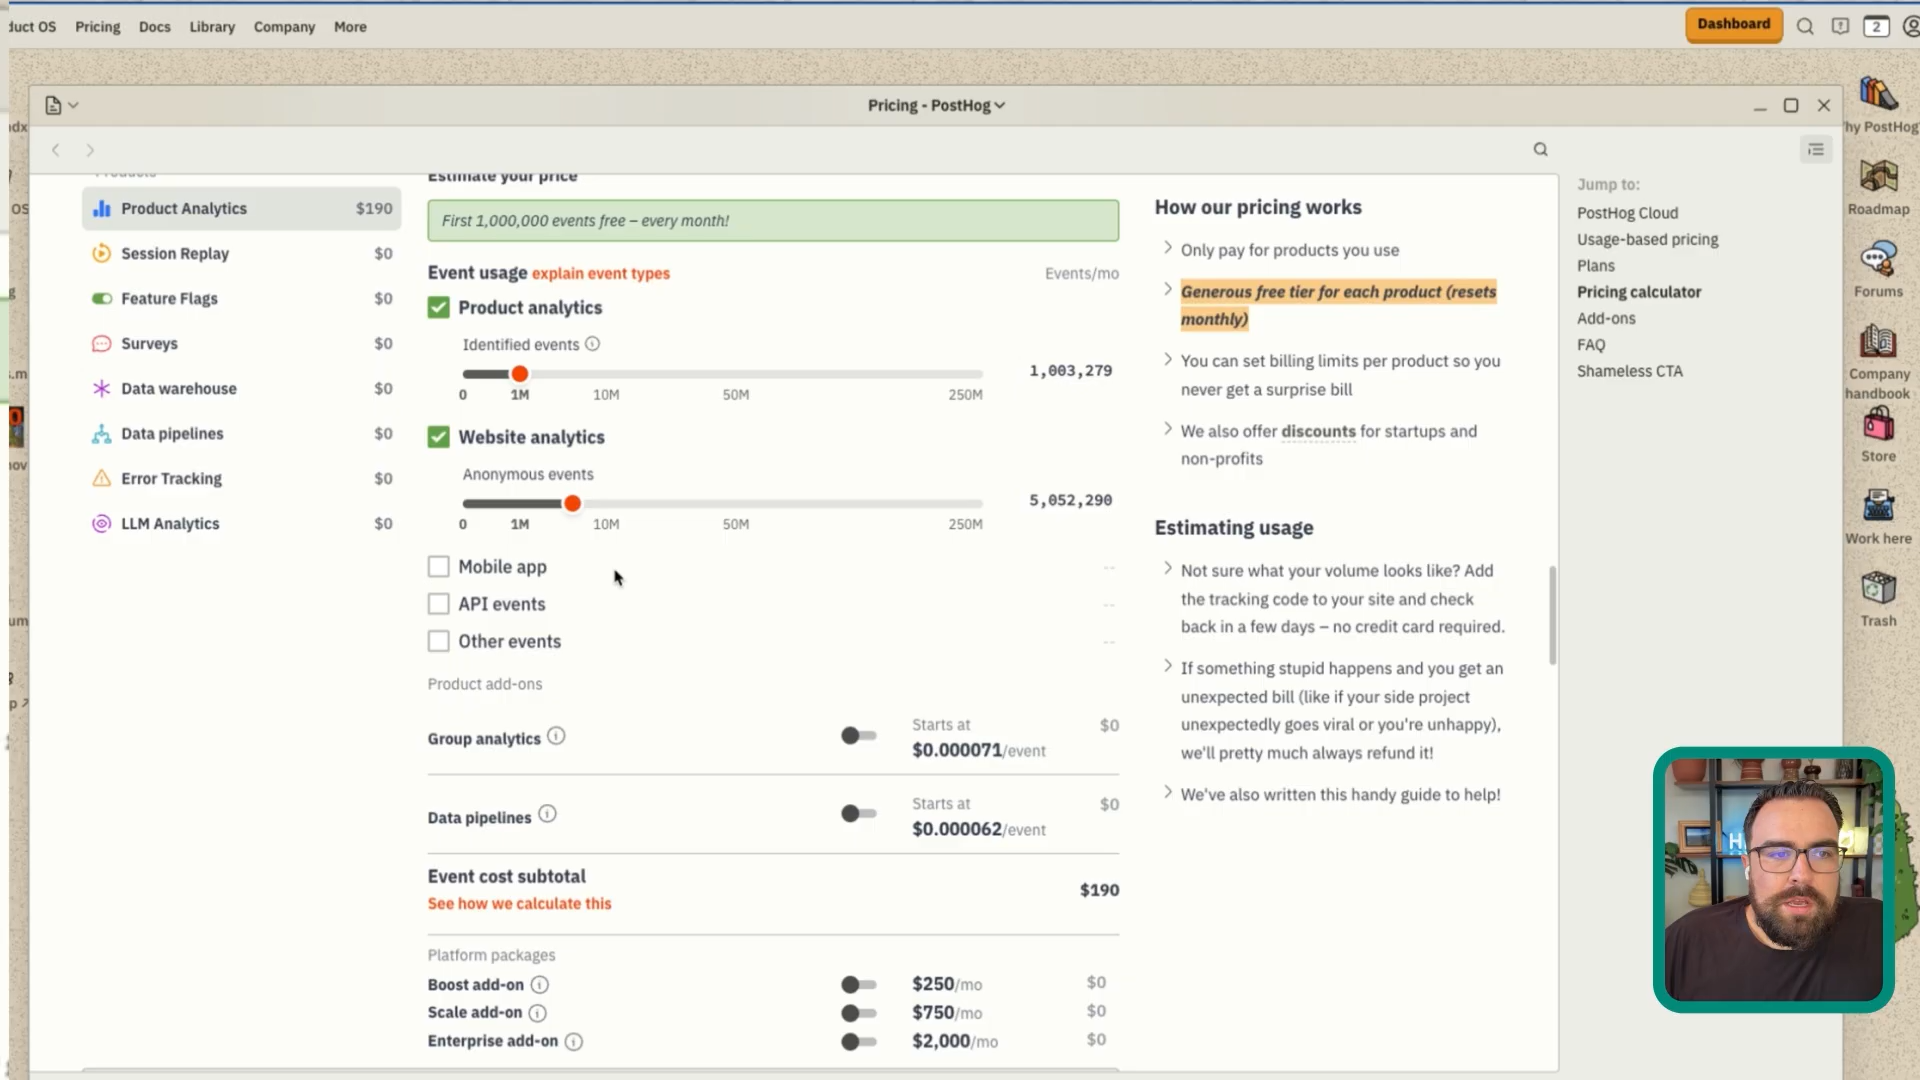 duct OS Pricing Docs Library Company More
Dashboard
2
Pricing - PostHog
Products
Product Analytics $190
Session Replay $0
Feature Flags $0
Surveys $0
Data warehouse $0
Data pipelines $0
Error Tracking $0
LLM Analytics $0
Estimate your price
First 1,000,000 events free – every month!
Event usage explain event types Events/mo
Product analytics
Identified events
1,003,279
0 1M 10M 50M 250M
Website analytics
Anonymous events
5,052,290
0 1M 10M 50M 250M
Mobile app --
API events --
Other events --
Product add-ons
Group analytics
Starts at $0
$0.000071/event
Data pipelines
Starts at $0
$0.000062/event
Event cost subtotal
$190
See how we calculate this
Platform packages
Boost add-on $250/mo $0
Scale add-on $750/mo $0
Enterprise add-on $2,000/mo $0
How our pricing works
Only pay for products you use
Generous free tier for each product (resets
monthly)
You can set billing limits per product so you
never get a surprise bill
We also offer discounts for startups and
non-profits
Estimating usage
Not sure what your volume looks like? Add
the tracking code to your site and check
back in a few days – no credit card required.
If something stupid happens and you get an
unexpected bill (like if your side project
unexpectedly goes viral or you're unhappy),
we'll pretty much always refund it!
We've also written this handy guide to help!
Jump to:
PostHog Cloud
Usage-based pricing
Plans
Pricing calculator
Add-ons
FAQ
Shameless CTA
hy PostHog
Roadmap
Forums
Company
handbook
Store
Work here
Trash